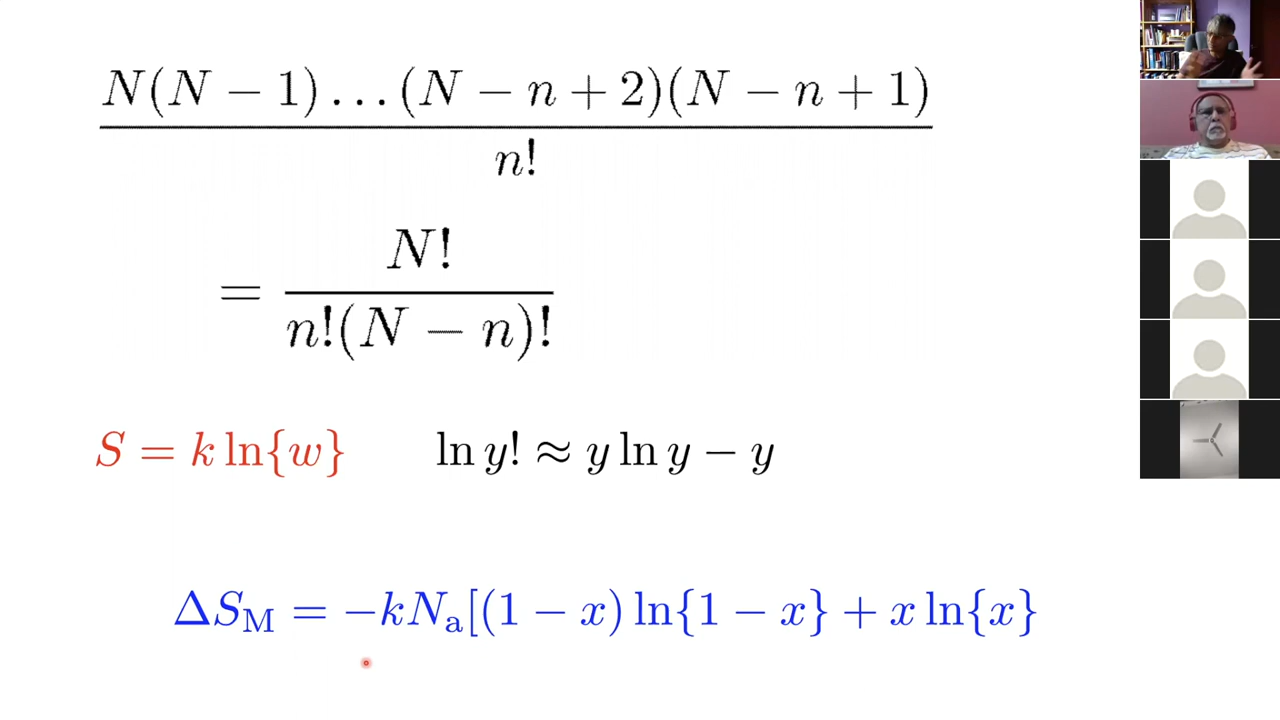 N(N − 1) . . . (N − n + 2)(N − n + 1)
n!
= N!
n!(N − n)!
S = k ln{w} ln y! ≈ y ln y − y
ΔS_M = −kN_a[(1 − x) ln{1 − x} + x ln{x}